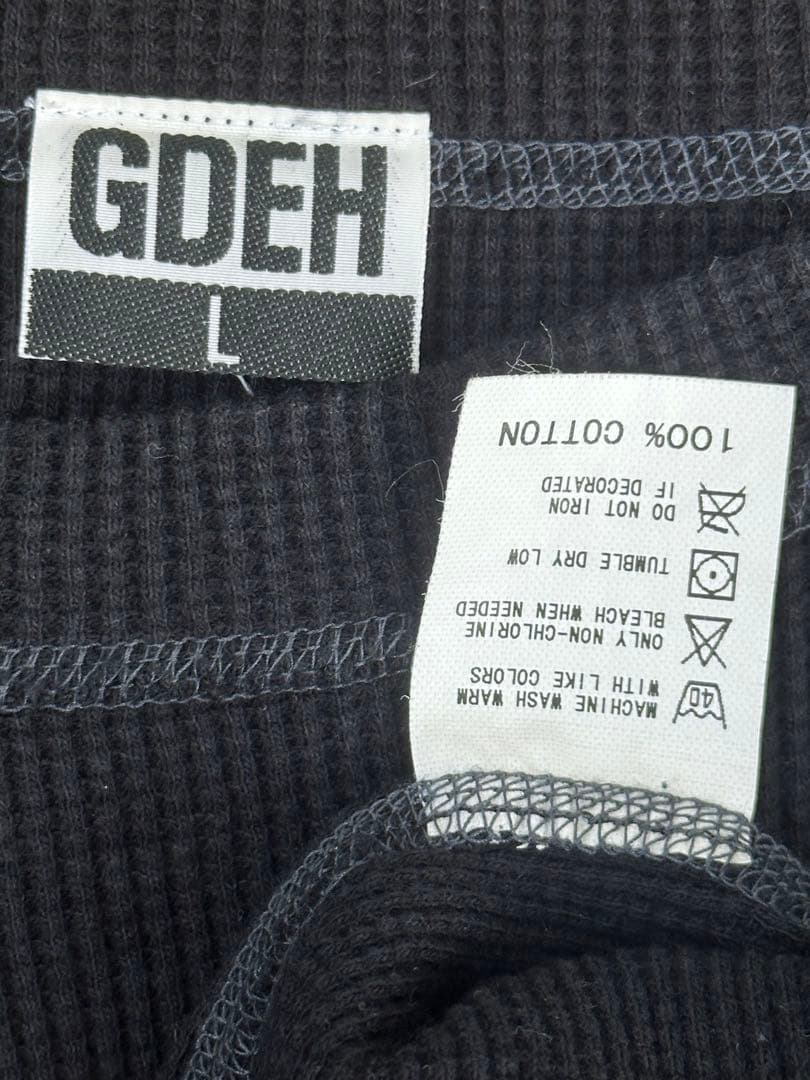 GDEH
L
MACHINE WASH WARM
WITH LIKE COLORS
40
ONLY NON-CHLORINE
BLEACH WHEN NEEDED
TUMBLE DRY LOW
DO NOT IRON
IF DECORATED
100% COTTON